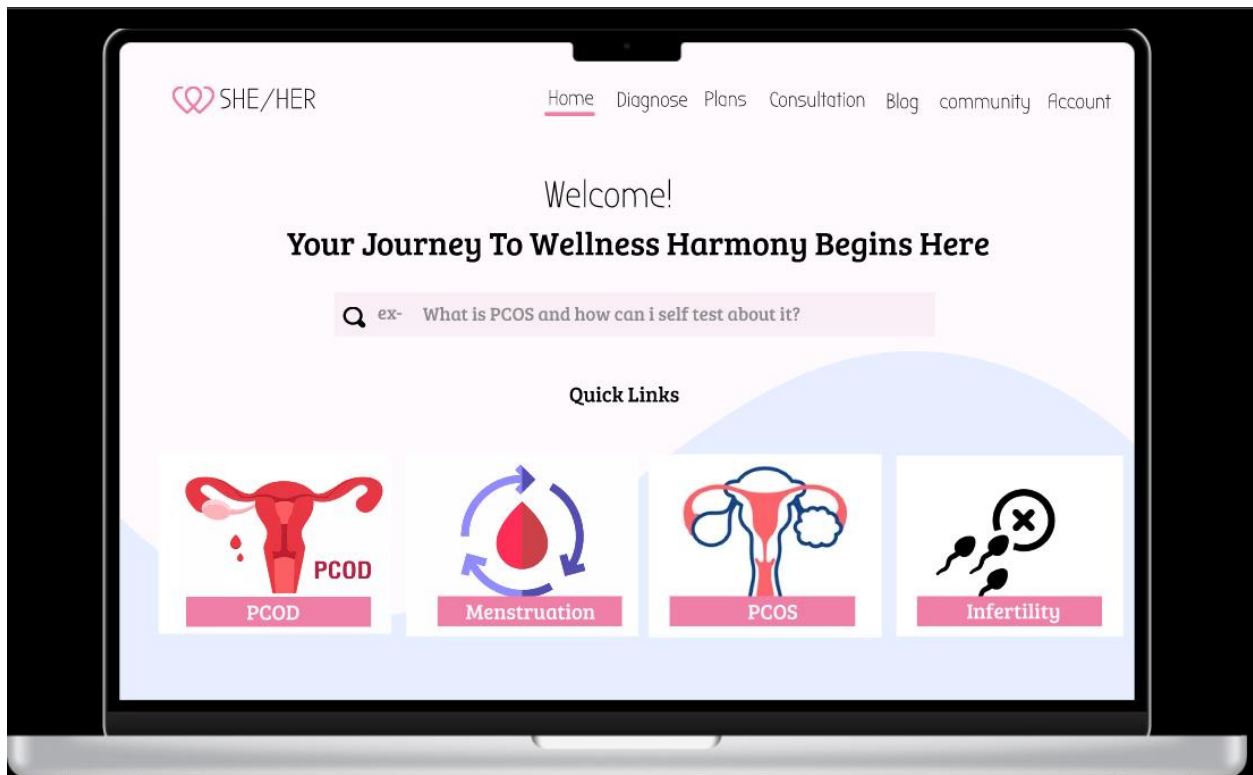 SHE/HER
Home Diagnose Plans Consultation Blog community Account
Welcome!
Your Journey To Wellness Harmony Begins Here
ex- What is PCOS and how can i self test about it?
Quick Links
PCOD
PCOD
Menstruation
PCOS
Infertility